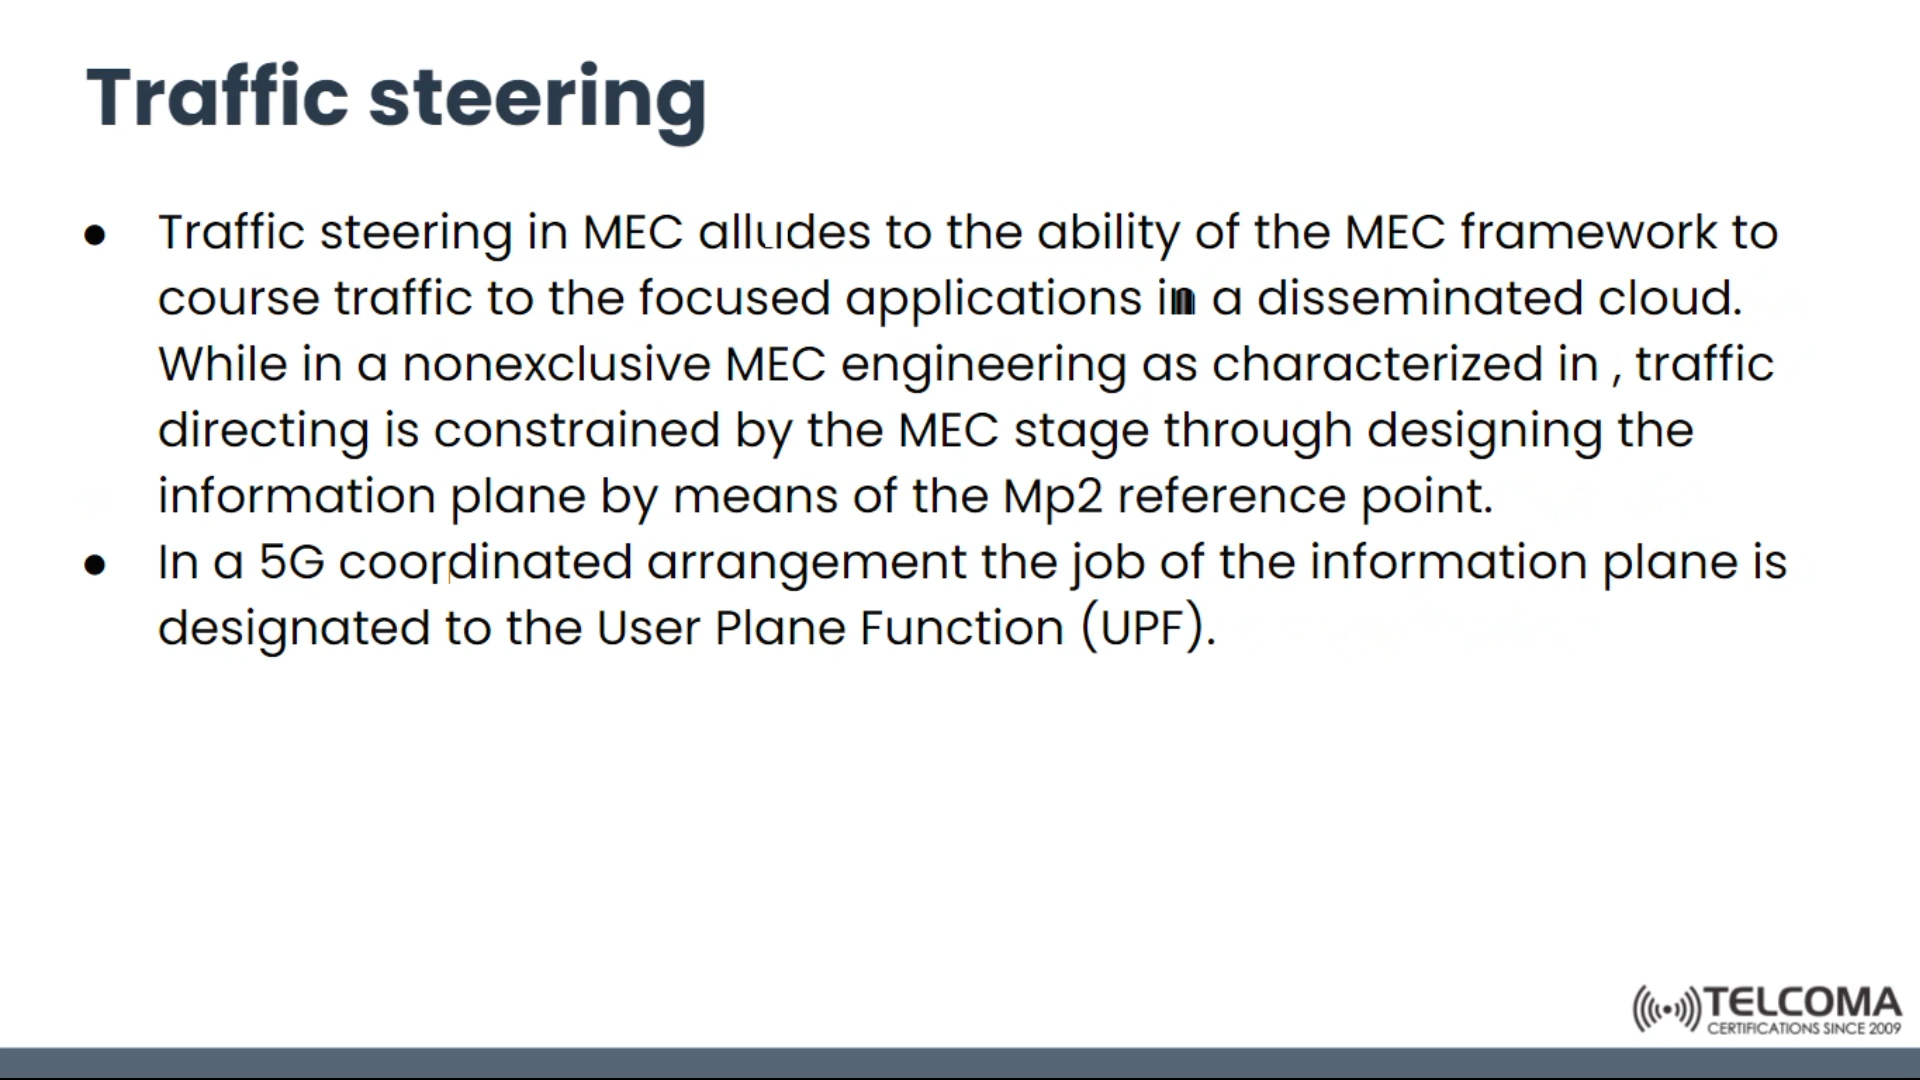 Traffic steering
● Traffic steering in MEC alludes to the ability of the MEC framework to
course traffic to the focused applications in a disseminated cloud.
While in a nonexclusive MEC engineering as characterized in , traffic
directing is constrained by the MEC stage through designing the
information plane by means of the Mp2 reference point.
● In a 5G coordinated arrangement the job of the information plane is
designated to the User Plane Function (UPF).
TELCOMA
CERTIFICATIONS SINCE 2009